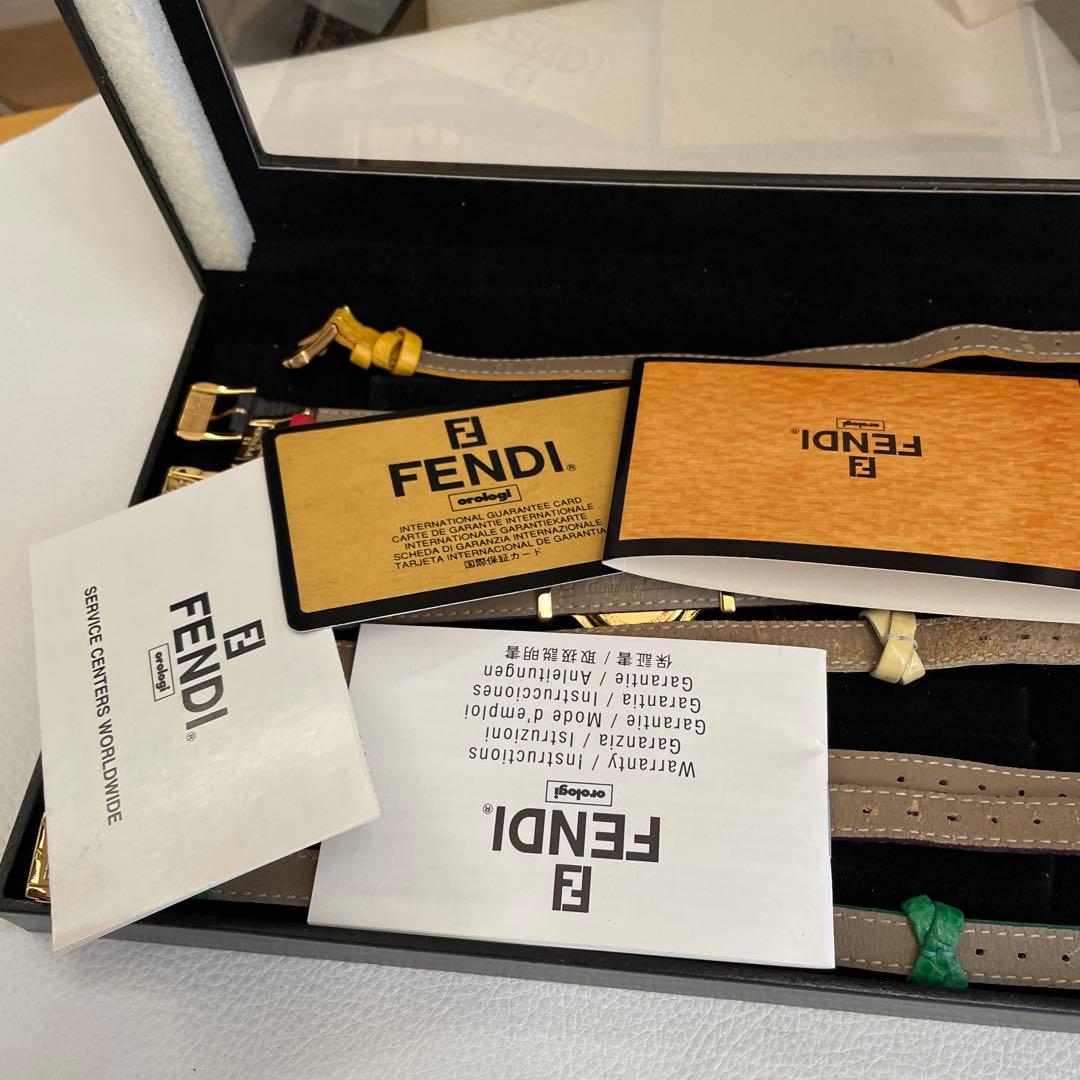 FENDI®
orologi
INTERNATIONAL GUARANTEE CARD
CARTE DE GARANTIE INTERNATIONALE
INTERNATIONALE GARANTIEKARTE
SCHEDA DI GARANZIA INTERNAZIONALE
TARJETA INTERNACIONAL DE GARANTIA
国際保証カード
FENDI®
orologi
FENDI®
orologi
SERVICE CENTERS WORLDWIDE
FENDI®
orologi
Warranty / Instructions
Garanzia / Istruzioni
Garantie / Mode d'emploi
Garantia / Instrucciones
Garantie / Anleitungen
保証書 / 取扱説明書
FENDI
FENDI